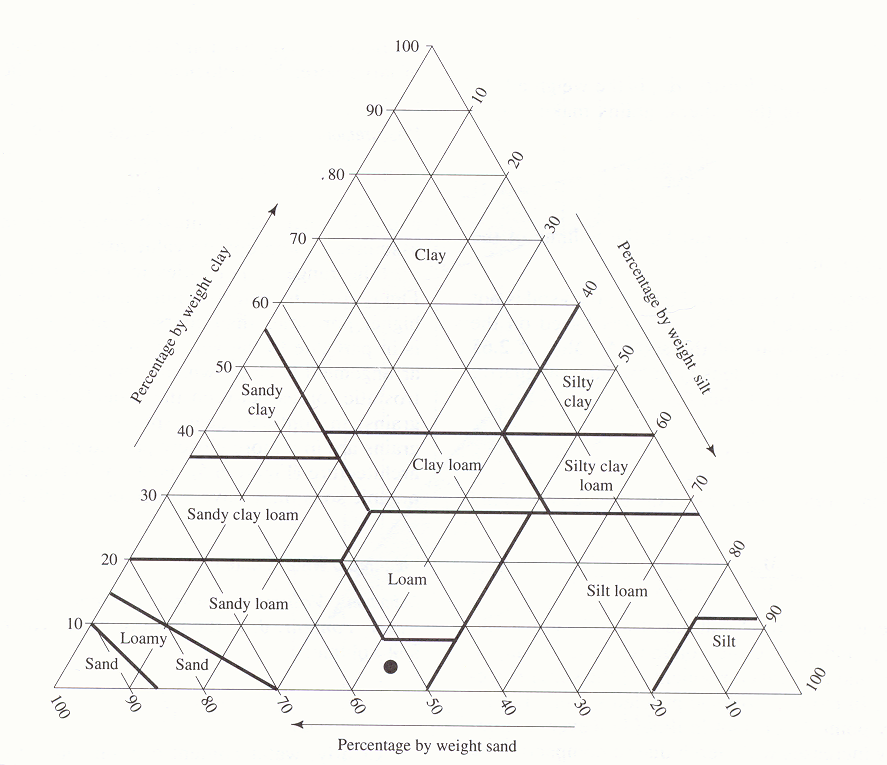 100
90
10
.80
20
70
30
Clay
Percentage by weight clay
Percentage by weight silt
60
40
50
50
Sandy
clay
Silty
clay
40
60
Clay loam
Silty clay
loam
30
70
Sandy clay loam
20
80
Loam
Silt loam
Sandy loam
10
90
Loamy
Sand
Sand
Silt
100
90
80
70
60
50
40
30
20
10
100
Percentage by weight sand